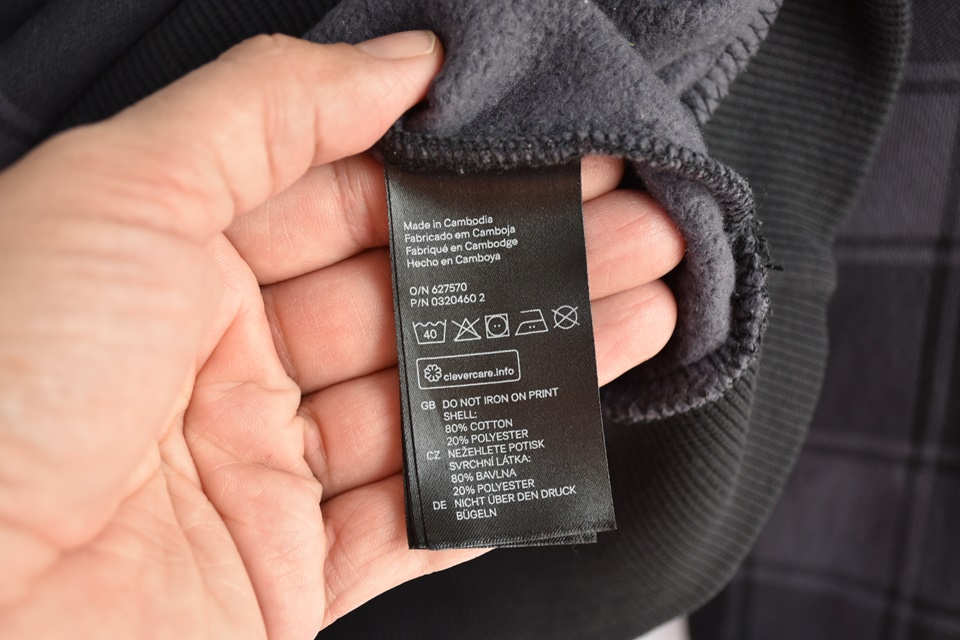 Made in Cambodia
Fabricado em Camboja
Fabriqué en Cambodge
Hecho en Camboya
O/N 627570
P/N 0320460 2
40
clevercare.info
GB DO NOT IRON ON PRINT
SHELL:
80% COTTON
20% POLYESTER
CZ NEŽEHLETE POTISK
SVRCHNÍ LÁTKA:
80% BAVLNA
20% POLYESTER
DE NICHT ÜBER DEN DRUCK
BÜGELN